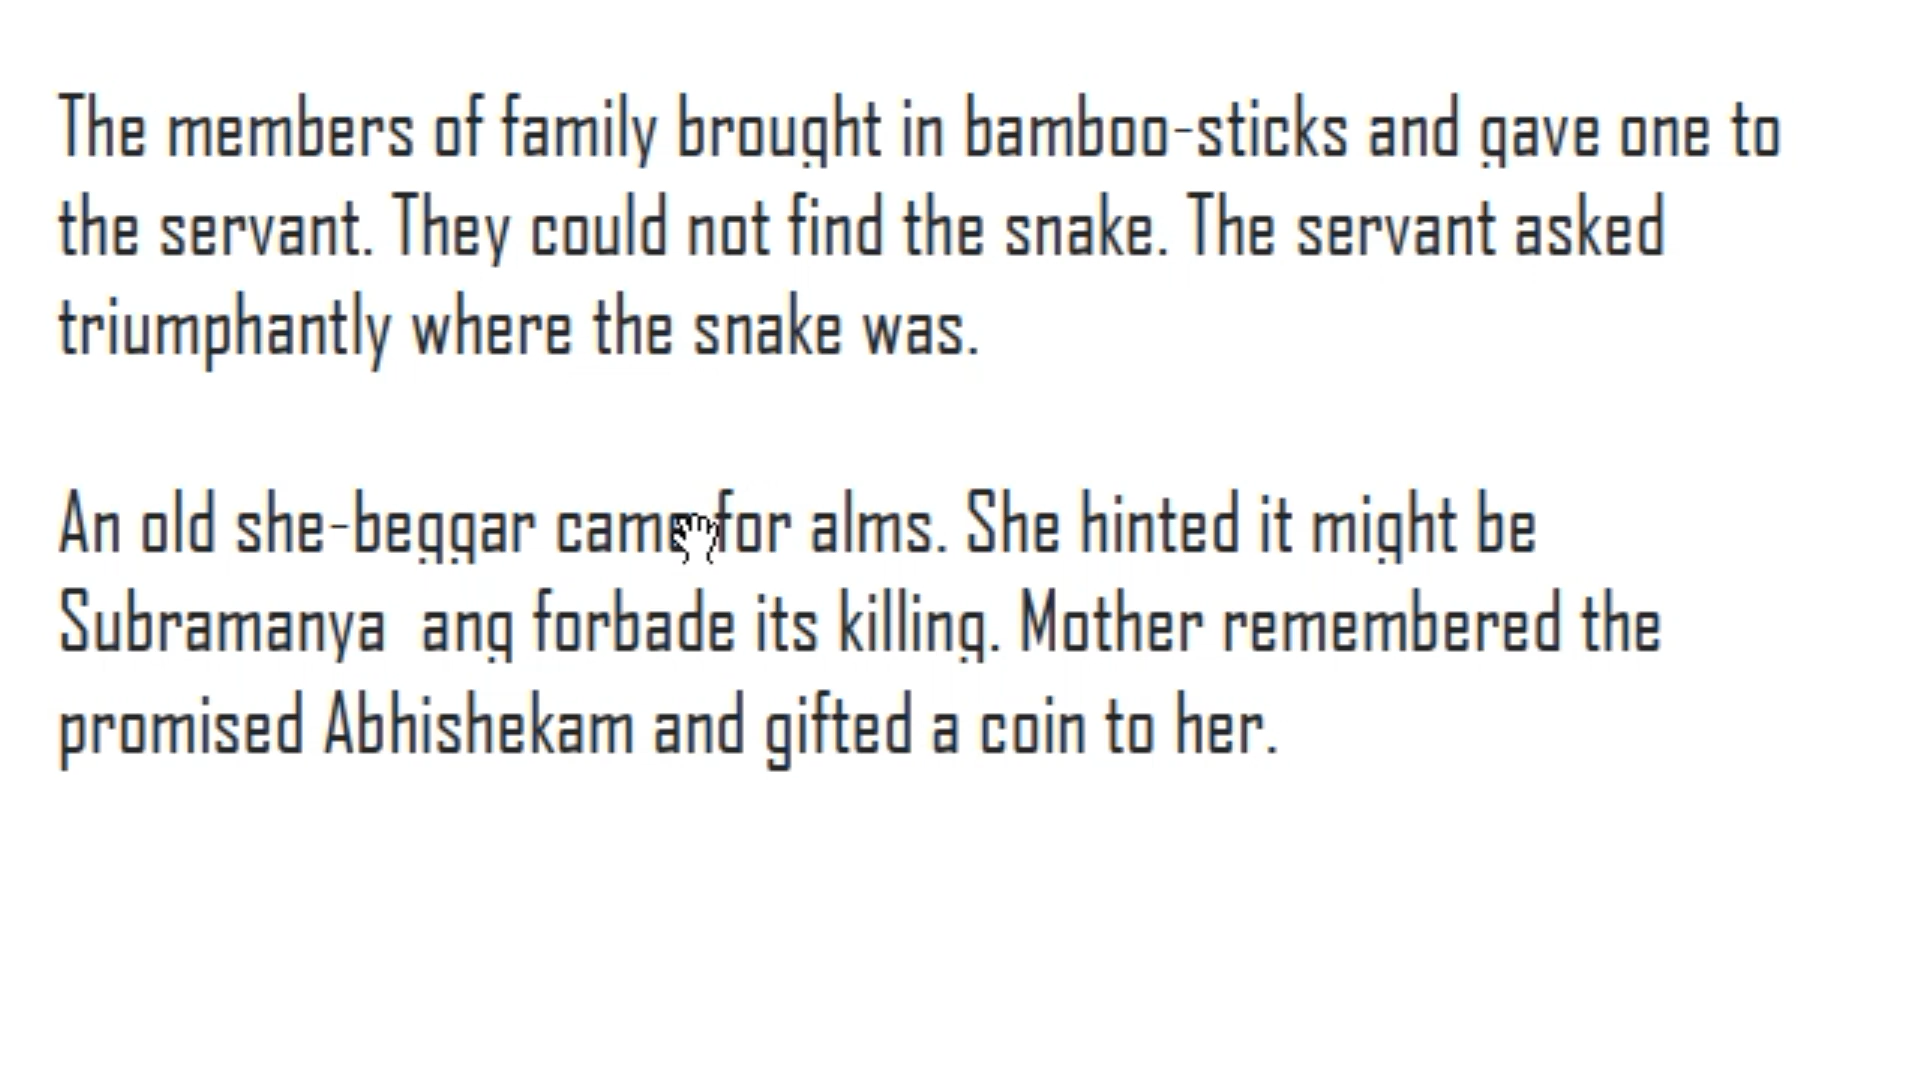 The members of family brought in bamboo-sticks and gave one to
the servant. They could not find the snake. The servant asked
triumphantly where the snake was.
An old she-beggar came for alms. She hinted it might be
Subramanya  ang forbade its killing. Mother remembered the
promised Abhishekam and gifted a coin to her.